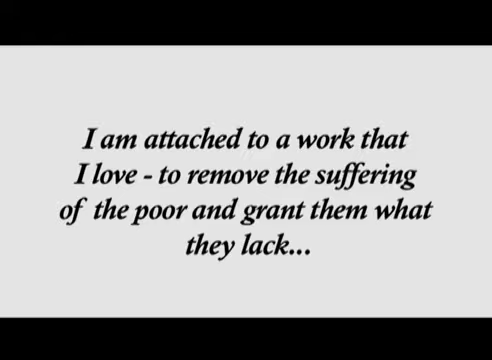 I am attached to a work that
I love - to remove the suffering
of the poor and grant them what
they lack...